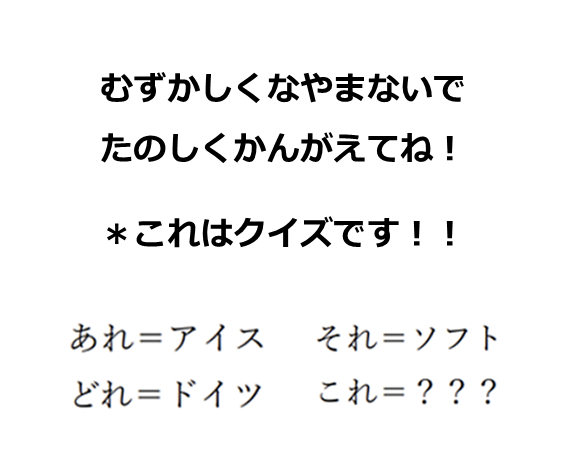 むずかしくなやまないで
たのしくかんがえてね！
＊これはクイズです！！
あれ＝アイス　それ＝ソフト
どれ＝ドイツ　これ＝？？？